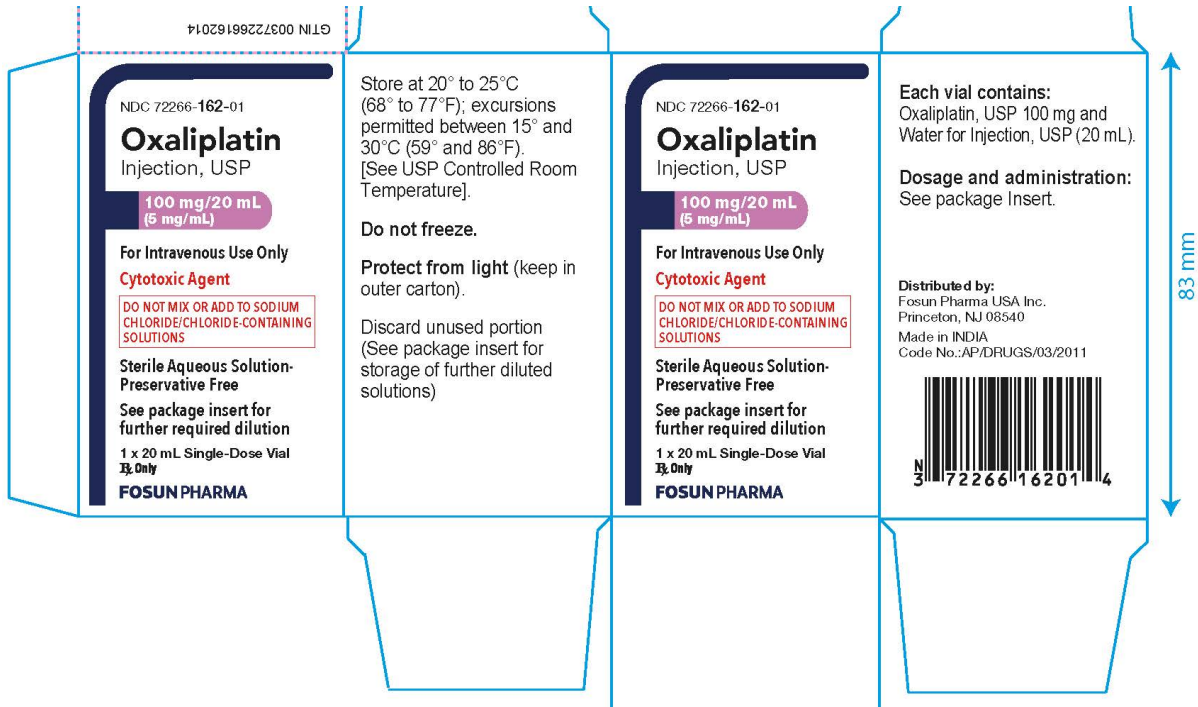 GTIN 00372266162014
NDC 72266-162-01
Oxaliplatin
Injection, USP
100 mg/20 mL
(5 mg/mL)
For Intravenous Use Only
Cytotoxic Agent
DO NOT MIX OR ADD TO SODIUM
CHLORIDE/CHLORIDE-CONTAINING
SOLUTIONS
Sterile Aqueous Solution-
Preservative Free
See package insert for
further required dilution
1 x 20 mL Single-Dose Vial
℞ Only
FOSUN PHARMA
Store at 20° to 25°C
(68° to 77°F); excursions
permitted between 15° and
30°C (59° and 86°F).
[See USP Controlled Room
Temperature].
Do not freeze.
Protect from light (keep in
outer carton).
Discard unused portion
(See package insert for
storage of further diluted
solutions)
NDC 72266-162-01
Oxaliplatin
Injection, USP
100 mg/20 mL
(5 mg/mL)
For Intravenous Use Only
Cytotoxic Agent
DO NOT MIX OR ADD TO SODIUM
CHLORIDE/CHLORIDE-CONTAINING
SOLUTIONS
Sterile Aqueous Solution-
Preservative Free
See package insert for
further required dilution
1 x 20 mL Single-Dose Vial
℞ Only
FOSUN PHARMA
Each vial contains:
Oxaliplatin, USP 100 mg and
Water for Injection, USP (20 mL).
Dosage and administration:
See package Insert.
Distributed by:
Fosun Pharma USA Inc.
Princeton, NJ 08540
Made in INDIA
Code No.:AP/DRUGS/03/2011
N
3 72266 16201 4
83 mm